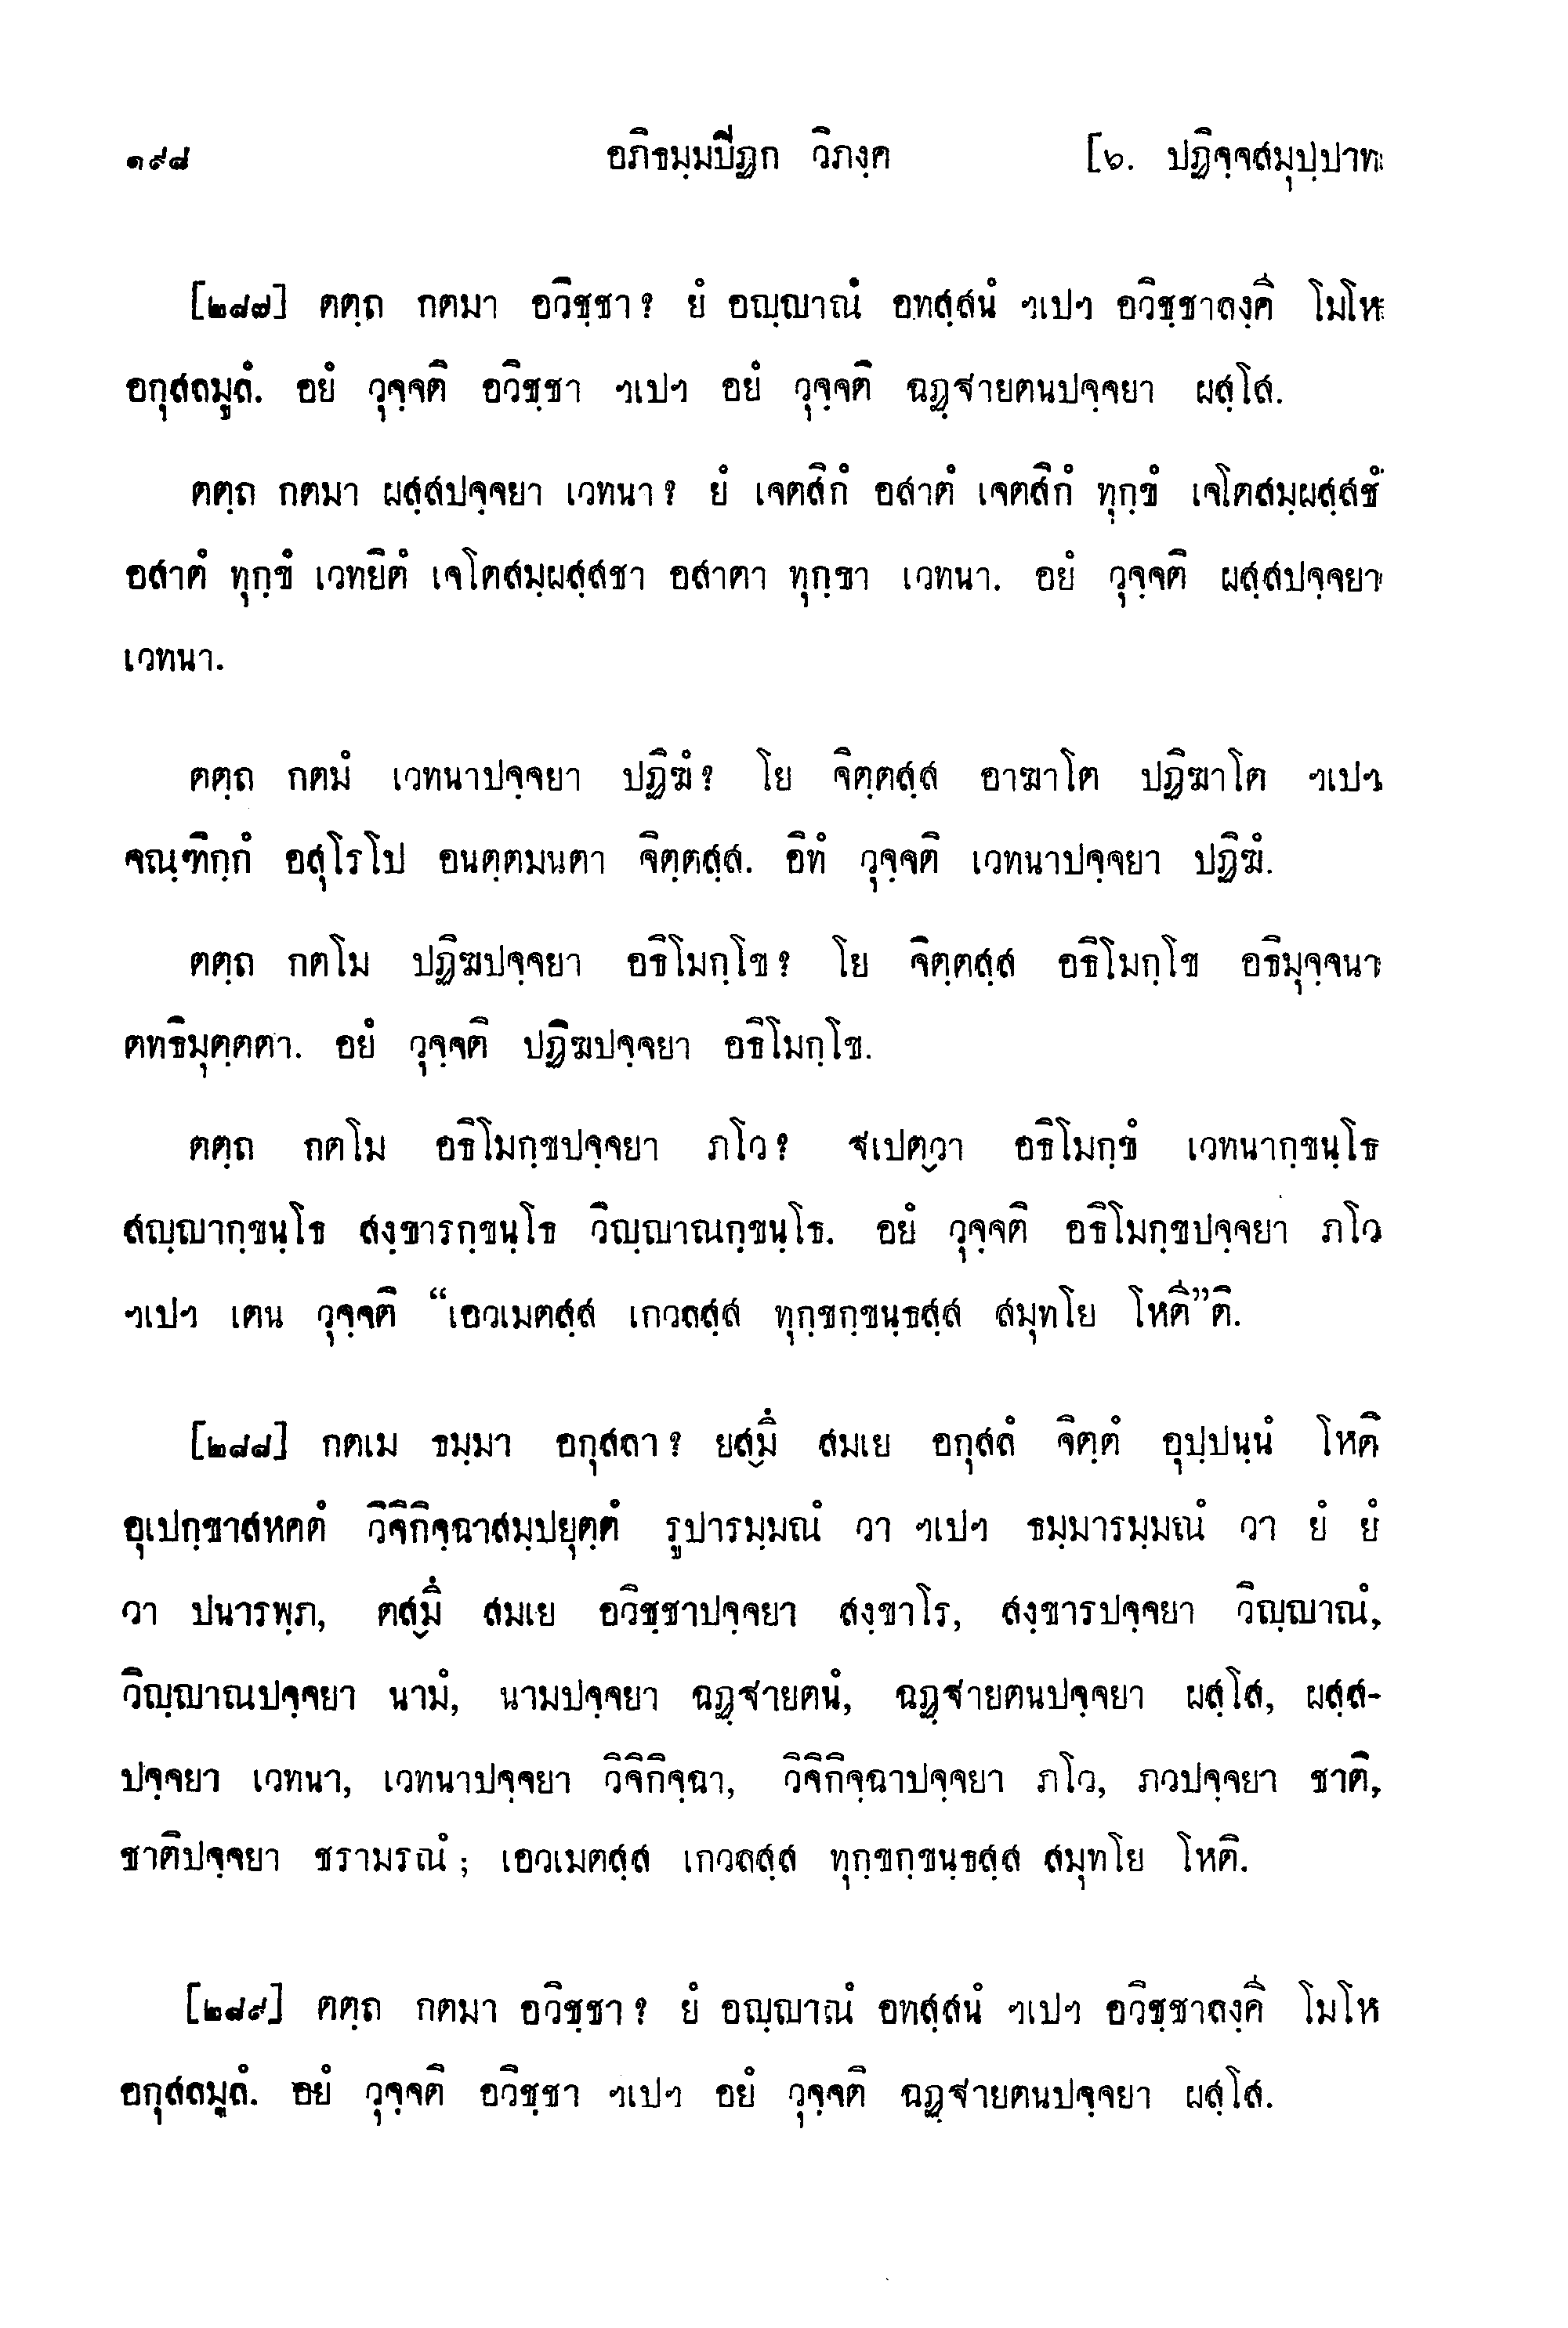 ๑๙๘ อภิธมฺมปิฏก วิภงฺค [๖. ปฏิจฺจสมุปฺปาท
[๒๘๗] ตตฺถ กตมา อวิชฺชา? ยํ อญฺญาณํ อทสฺสนํ ฯเปฯ อวิชฺชาลงฺคี โมโห
อกุสลมูลํ. อยํ วุจฺจติ อวิชฺชา ฯเปฯ อยํ วุจฺจติ ฉฏฺฐายตนปจฺจยา ผสฺโส.
ตตฺถ กตมา ผสฺสปจฺจยา เวทนา? ยํ เจตสิกํ อสาตํ เจตสิกํ ทุกฺขํ เจโตสมฺผสฺสชํ
อสาตํ ทุกฺขํ เวทยิตํ เจโตสมฺผสฺสชา อสาตา ทุกฺขา เวทนา. อยํ วุจฺจติ ผสฺสปจฺจยา
เวทนา.
ตตฺถ กตมํ เวทนาปจฺจยา ปฏิฆํ? โย จิตฺตสฺส อาฆาโต ปฏิฆาโต ฯเปฯ
จณฺฑิกฺกํ อสุโรโป อนตฺตมนตา จิตฺตสฺส. อิทํ วุจฺจติ เวทนาปจฺจยา ปฏิฆํ.
ตตฺถ กตโม ปฏิฆปจฺจยา อธิโมกฺโข? โย จิตฺตสฺส อธิโมกฺโข อธิมุจฺจนา
ตทธิมุตฺตตา. อยํ วุจฺจติ ปฏิฆปจฺจยา อธิโมกฺโข.
ตตฺถ กตโม อธิโมกฺขปจฺจยา ภโว? ฐเปตฺวา อธิโมกฺขํ เวทนากฺขนฺโธ
สญฺญากฺขนฺโธ สงฺขารกฺขนฺโธ วิญฺญาณกฺขนฺโธ. อยํ วุจฺจติ อธิโมกฺขปจฺจยา ภโว
ฯเปฯ เตน วุจฺจติ “เอวเมตสฺส เกวลสฺส ทุกฺขกฺขนฺธสฺส สมุทโย โหตี”ติ.
[๒๘๘] กตเม ธมฺมา อกุสลา? ยสฺมึ สมเย อกุสลํ จิตฺตํ อุปฺปนฺนํ โหติ
อุเปกฺขาสหคตํ วิจิกิจฺฉาสมฺปยุตฺตํ รูปารมฺมณํ วา ฯเปฯ ธมฺมารมฺมณํ วา ยํ ยํ
วา ปนารพฺภ, ตสฺมึ สมเย อวิชฺชาปจฺจยา สงฺขาโร, สงฺขารปจฺจยา วิญฺญาณํ,
วิญฺญาณปจฺจยา นามํ, นามปจฺจยา ฉฏฺฐายตนํ, ฉฏฺฐายตนปจฺจยา ผสฺโส, ผสฺส-
ปจฺจยา เวทนา, เวทนาปจฺจยา วิจิกิจฺฉา, วิจิกิจฺฉาปจฺจยา ภโว, ภวปจฺจยา ชาติ,
ชาติปจฺจยา ชรามรณํ; เอวเมตสฺส เกวลสฺส ทุกฺขกฺขนฺธสฺส สมุทโย โหติ.
[๒๘๙] ตตฺถ กตมา อวิชฺชา? ยํ อญฺญาณํ อทสฺสนํ ฯเปฯ อวิชฺชาลงฺคี โมโห
อกุสลมูลํ. อยํ วุจฺจติ อวิชฺชา ฯเปฯ อยํ วุจฺจติ ฉฏฺฐายตนปจฺจยา ผสฺโส.